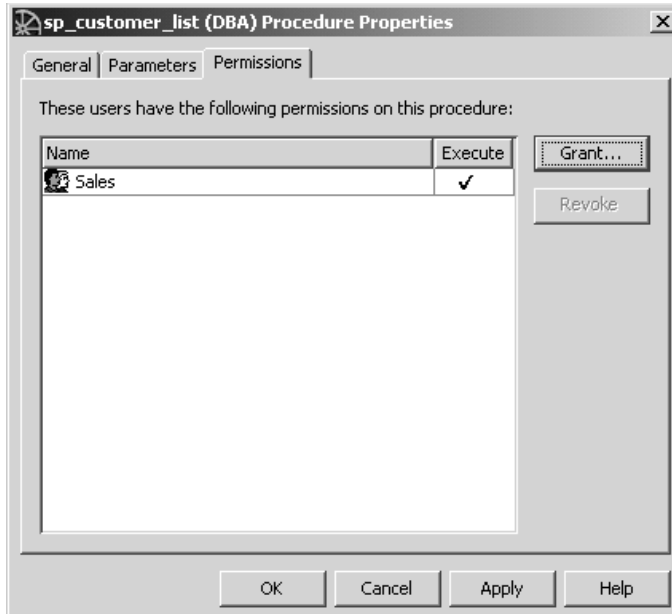 sp_customer_list (DBA) Procedure Properties
General Parameters Permissions
These users have the following permissions on this procedure:
Name Execute
Grant...
Sales
Revoke
OK Cancel Apply Help